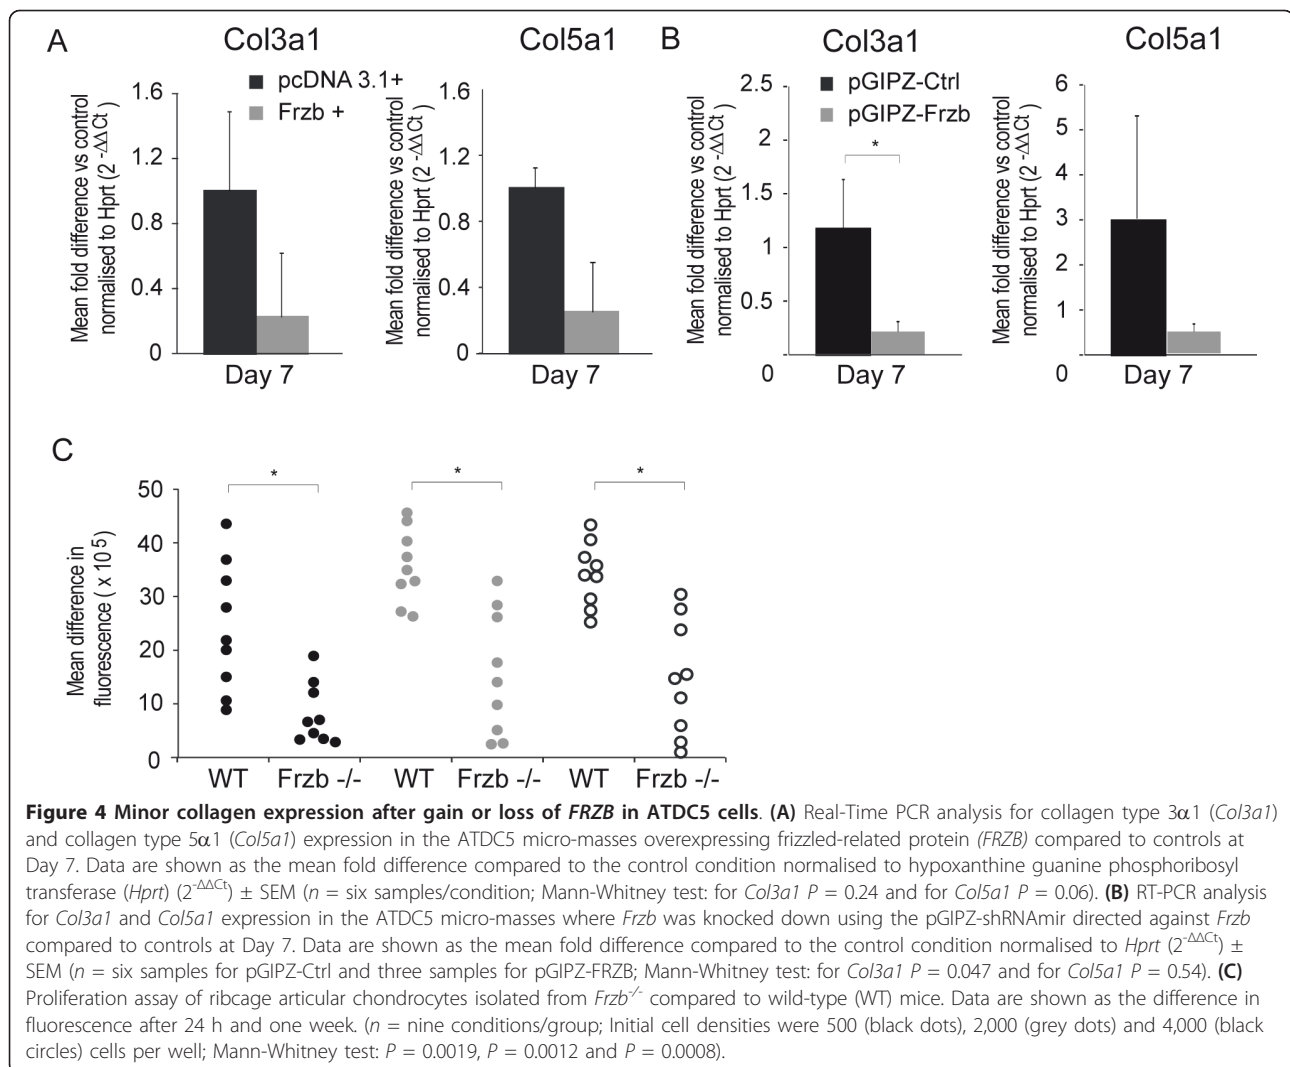 A
Col3a1
Col5a1
pcDNA 3.1+
Frzb +
Mean fold difference vs control
normalised to Hprt (2 -ΔΔCt)
1.6
1.2
0.8
0.4
0
Day 7
Mean fold difference vs control
normalised to Hprt (2 -ΔΔCt)
1.6
1.2
0.8
0.4
0
Day 7
B
Col3a1
Col5a1
pGIPZ-Ctrl
pGIPZ-Frzb
*
Mean fold difference vs control
normalised to Hprt (2 -ΔΔCt)
2.5
2
1.5
1
0.5
0
Day 7
Mean fold difference vs control
normalised to Hprt (2 -ΔΔCt)
6
5
4
3
2
1
0
Day 7
C
* * *
Mean difference in
fluorescence ( x 10 5)
50
40
30
20
10
0
WT Frzb -/- WT Frzb -/- WT Frzb -/-
Figure 4 Minor collagen expression after gain or loss of FRZB in ATDC5 cells. (A) Real-Time PCR analysis for collagen type 3α1 (Col3a1)
and collagen type 5α1 (Col5a1) expression in the ATDC5 micro-masses overexpressing frizzled-related protein (FRZB) compared to controls at
Day 7. Data are shown as the mean fold difference compared to the control condition normalised to hypoxanthine guanine phosphoribosyl
transferase (Hprt) (2-ΔΔCt) ± SEM (n = six samples/condition; Mann-Whitney test: for Col3a1 P = 0.24 and for Col5a1 P = 0.06). (B) RT-PCR analysis
for Col3a1 and Col5a1 expression in the ATDC5 micro-masses where Frzb was knocked down using the pGIPZ-shRNAmir directed against Frzb
compared to controls at Day 7. Data are shown as the mean fold difference compared to the control condition normalised to Hprt (2-ΔΔCt) ±
SEM (n = six samples for pGIPZ-Ctrl and three samples for pGIPZ-FRZB; Mann-Whitney test: for Col3a1 P = 0.047 and for Col5a1 P = 0.54). (C)
Proliferation assay of ribcage articular chondrocytes isolated from Frzb-/- compared to wild-type (WT) mice. Data are shown as the difference in
fluorescence after 24 h and one week. (n = nine conditions/group; Initial cell densities were 500 (black dots), 2,000 (grey dots) and 4,000 (black
circles) cells per well; Mann-Whitney test: P = 0.0019, P = 0.0012 and P = 0.0008).